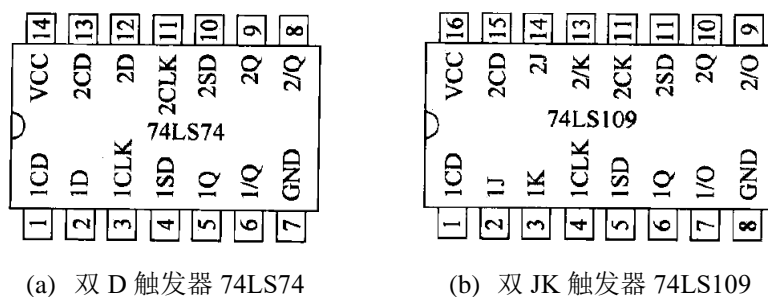 14 13 12 11 10 9 8
VCC 2CD 2D 2CLK 2SD 2Q 2/Q
74LS74
1CD 1D 1CLK 1SD 1Q 1/Q GND
1 2 3 4 5 6 7
(a) 双 D 触发器 74LS74
16 15 14 13 11 11 10 9
VCC 2CD 2J 2/K 2CK 2SD 2Q 2/O
74LS109
1CD 1J 1K 1CLK 1SD 1Q 1/O GND
1 2 3 4 5 6 7 8
(b) 双 JK 触发器 74LS109